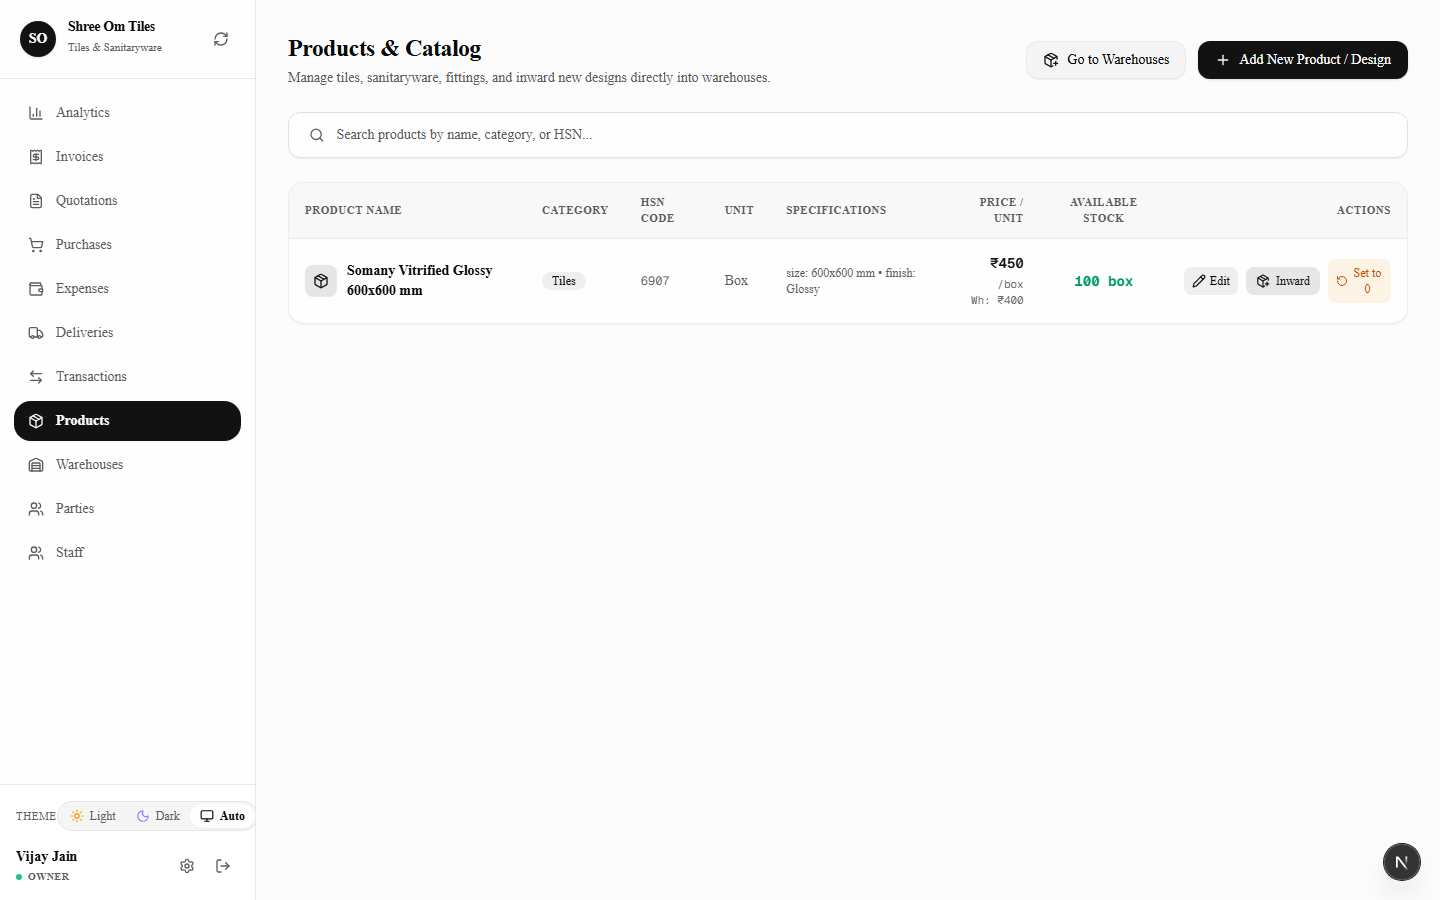 SO
Shree Om Tiles
Tiles & Sanitaryware
Analytics
Invoices
Quotations
Purchases
Expenses
Deliveries
Transactions
Products
Warehouses
Parties
Staff
THEME
Light
Dark
Auto
Vijay Jain
OWNER
Products & Catalog
Manage tiles, sanitaryware, fittings, and inward new designs directly into warehouses.
Go to Warehouses
Add New Product / Design
Search products by name, category, or HSN...
PRODUCT NAME
CATEGORY
HSN
CODE
UNIT
SPECIFICATIONS
PRICE /
UNIT
AVAILABLE
STOCK
ACTIONS
Somany Vitrified Glossy
600x600 mm
Tiles
6907
Box
size: 600x600 mm • finish:
Glossy
₹450
/box
Wh: ₹400
100 box
Edit
Inward
Set to
0
N